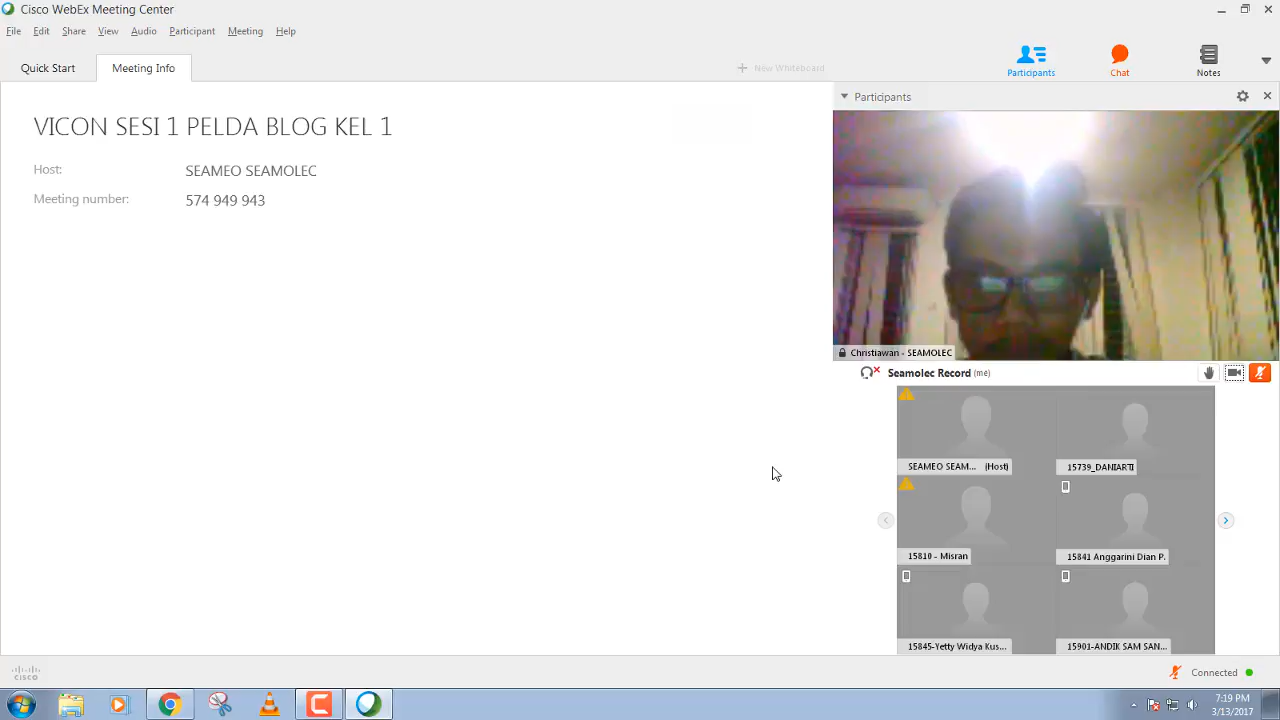 Cisco WebEx Meeting Center
File Edit Share View Audio Participant Meeting Help
Quick Start Meeting Info
New Whiteboard
Participants Chat Notes
Participants
VICON SESI 1 PELDA BLOG KEL 1
Host: SEAMEO SEAMOLEC
Meeting number: 574 949 943
Christiawan - SEAMOLEC
Seamolec Record (me)
SEAMEO SEAM... (Host)
15739_DANIARTI
15810 - Misran
15841 Anggarini Dian P.
15845-Yetty Widya Kus...
15901-ANDIK SAM SAN...
cisco
Connected
7:19 PM
3/13/2017